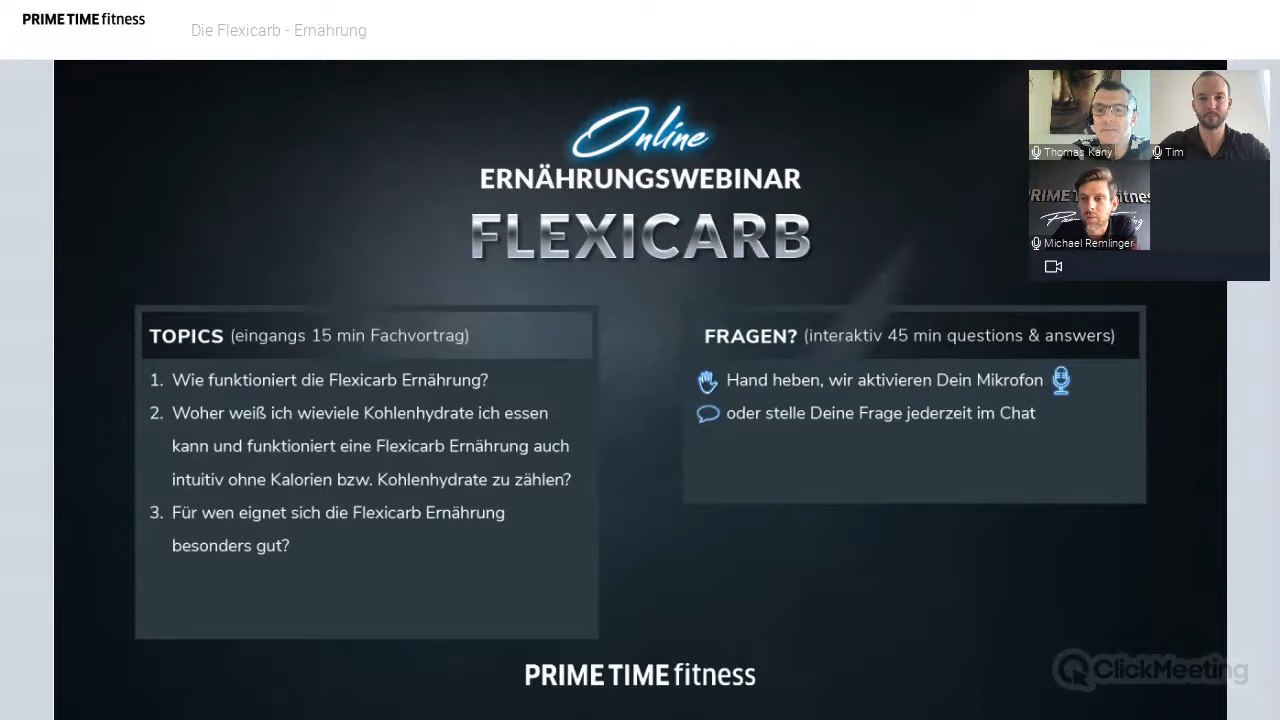 PRIME TIME fitness
Die Flexicarb - Ernährung
Online
ERNÄHRUNGSWEBINAR
FLEXICARB
Thomas Kany
Tim
PRIME fitness
Michael Remlinger
TOPICS (eingangs 15 min Fachvortrag)
1. Wie funktioniert die Flexicarb Ernährung?
2. Woher weiß ich wieviele Kohlenhydrate ich essen
kann und funktioniert eine Flexicarb Ernährung auch
intuitiv ohne Kalorien bzw. Kohlenhydrate zu zählen?
3. Für wen eignet sich die Flexicarb Ernährung
besonders gut?
FRAGEN? (interaktiv 45 min questions & answers)
Hand heben, wir aktivieren Dein Mikrofon
oder stelle Deine Frage jederzeit im Chat
PRIME TIME fitness
ClickMeeting